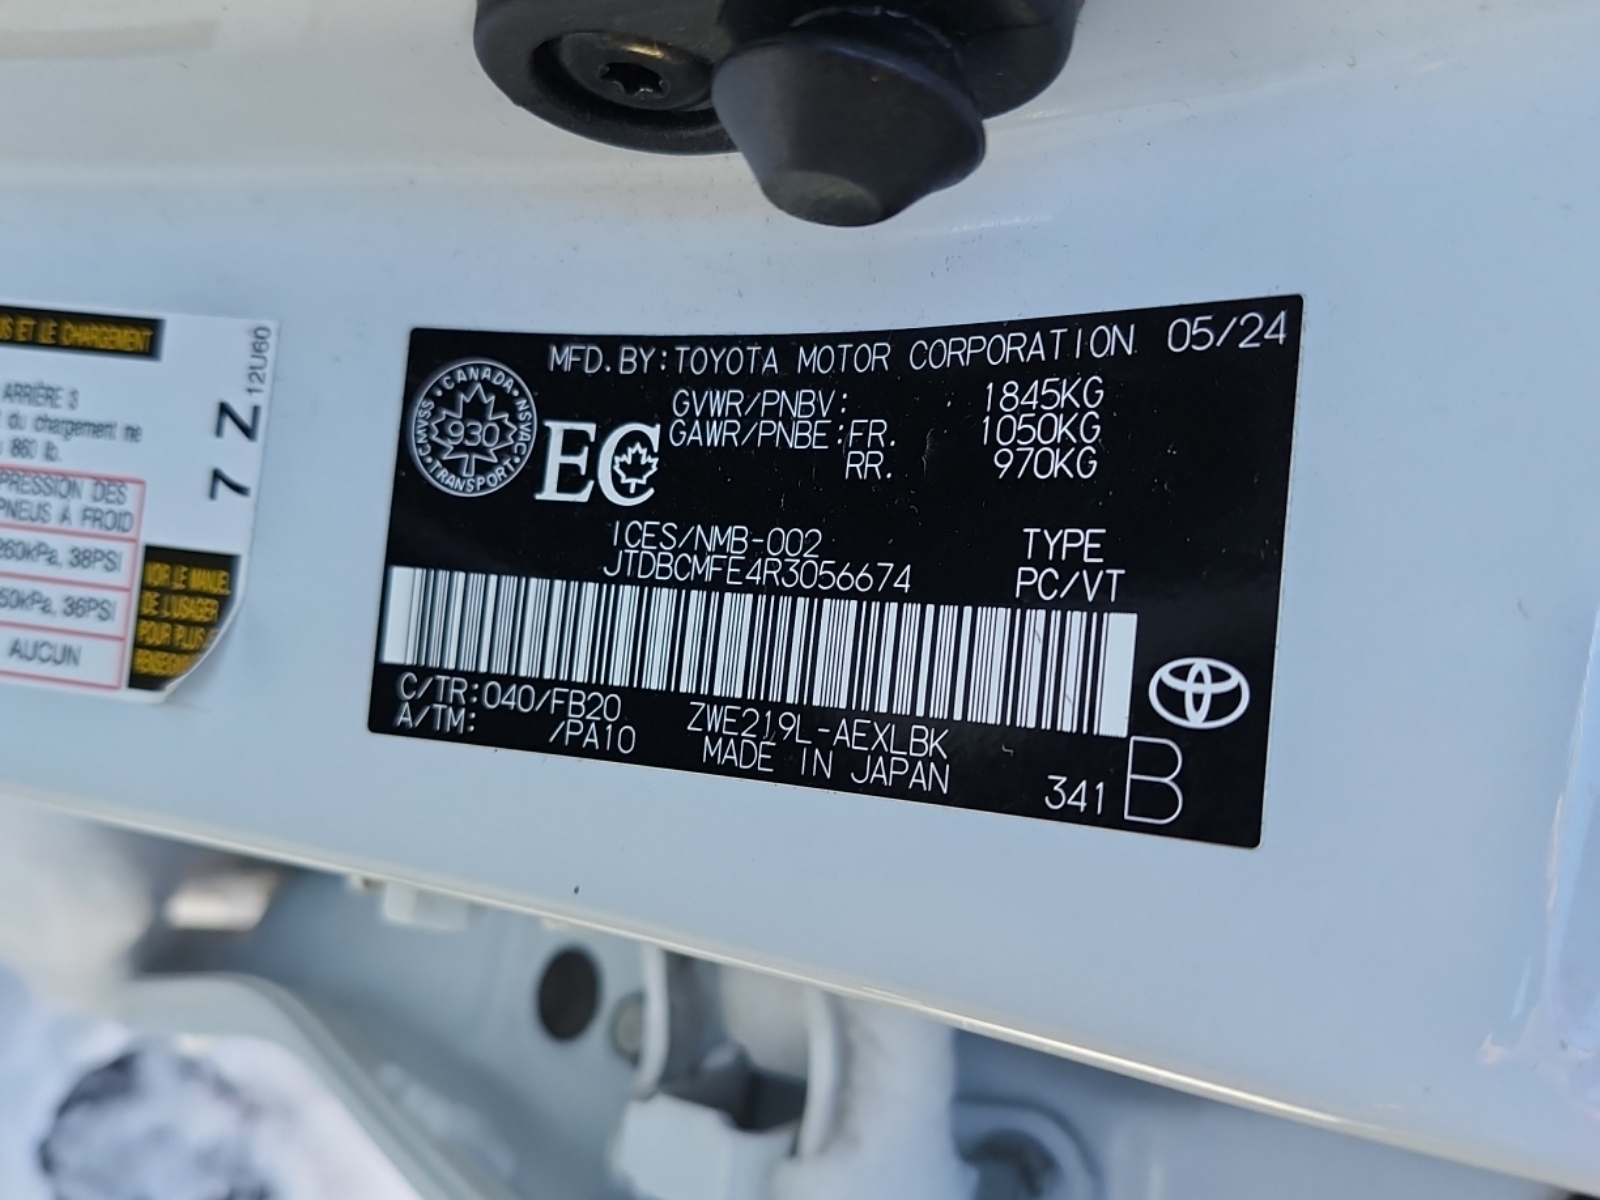 ET LE CHARGEMENT
ARRIÈRE 3
du chargement ne
860 lb.
PRESSION DES
PNEUS A FROID
260kPa, 38PSI
50kPa, 36PSI
AUCUN
VOIR LE MANUEL
DE L'USAGER
POUR PLUS
7 Z
12U60
MFD. BY: TOYOTA MOTOR CORPORATION 05/24
CANADA
CMVSS NSVAC
930
TRANSPORT
EC
GVWR/PNBV: 1845KG
GAWR/PNBE: FR. 1050KG
RR. 970KG
ICES/NMB-002
JTDBCMFE4R3056674
TYPE
PC/VT
C/TR: 040/FB20
A/TM: /PA10
ZWE219L-AEXLBK
MADE IN JAPAN
341 B